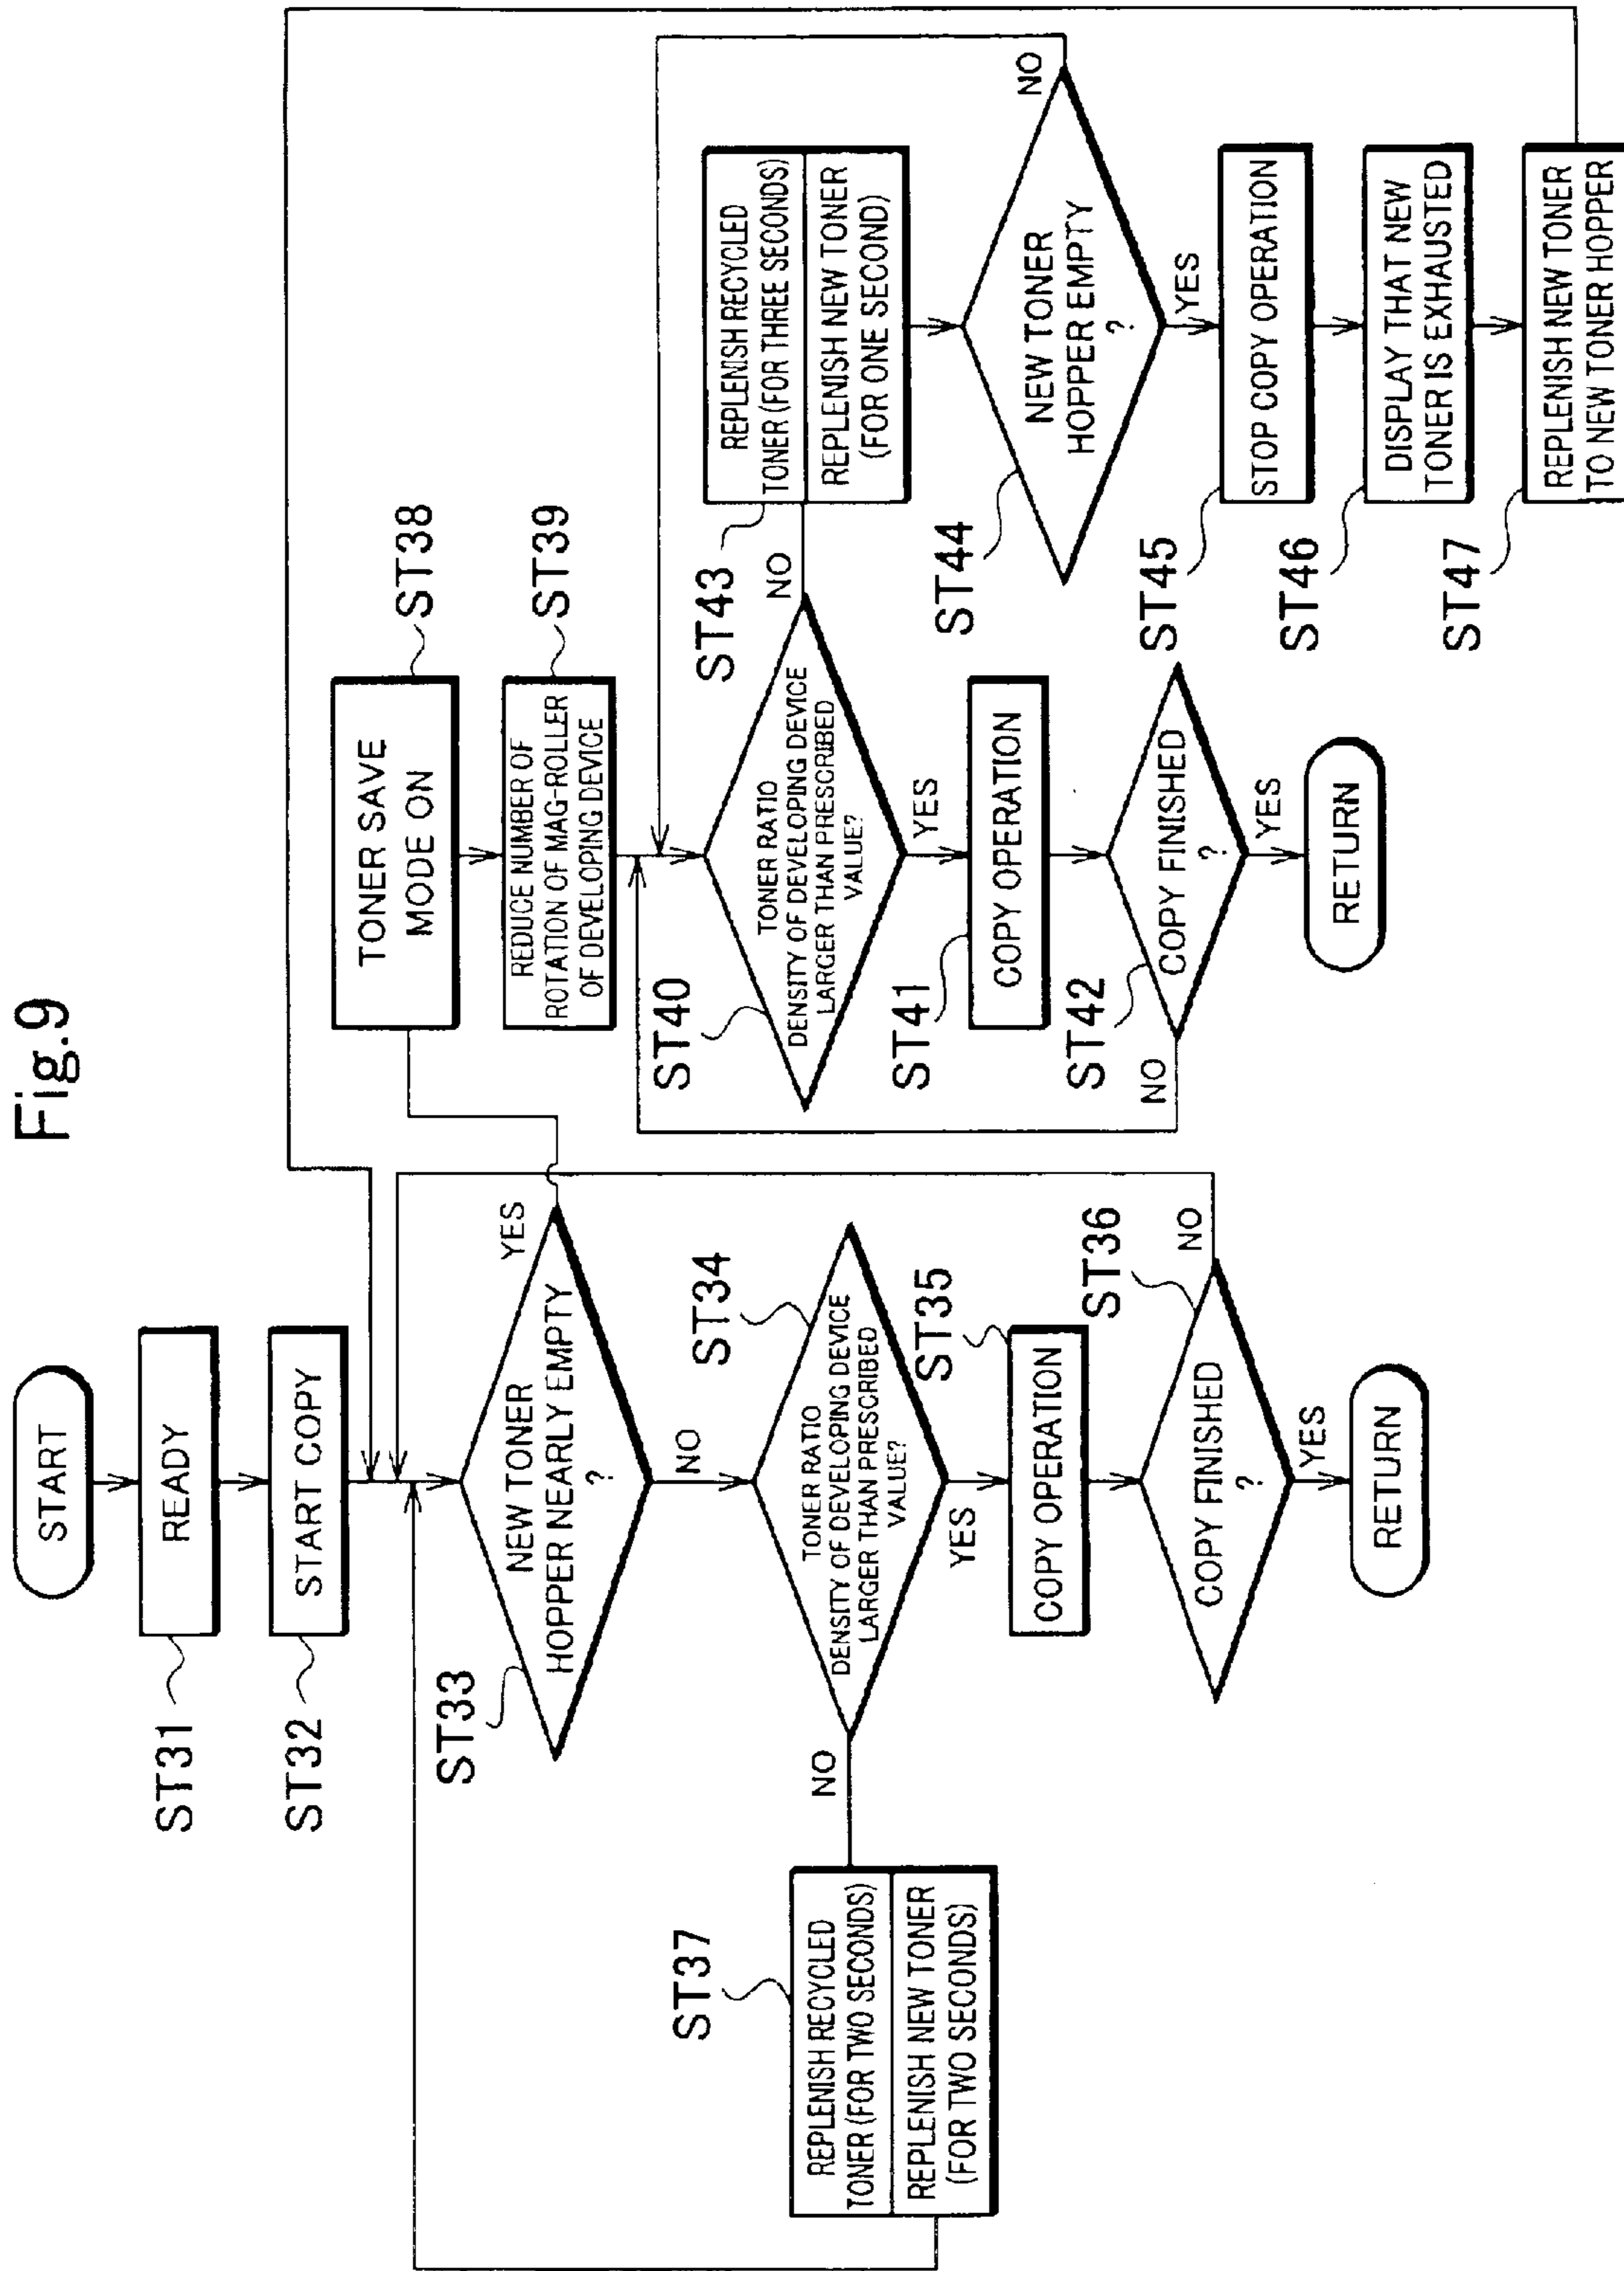 Fig.9
START
READY
ST31
START COPY
ST32
NEW TONER
HOPPER NEARLY EMPTY
?
ST33
YES
NO
TONER RATIO
DENSITY OF DEVELOPING DEVICE
LARGER THAN PRESCRIBED
VALUE?
ST34
NO
YES
COPY OPERATION
ST35
COPY FINISHED
?
ST36
NO
YES
RETURN
ST37
REPLENISH RECYCLED
TONER (FOR TWO SECONDS)
REPLENISH NEW TONER
(FOR TWO SECONDS)
TONER SAVE
MODE ON
ST38
REDUCE NUMBER OF
ROTATION OF MAG-ROLLER
OF DEVELOPING DEVICE
ST39
TONER RATIO
DENSITY OF DEVELOPING DEVICE
LARGER THAN PRESCRIBED
VALUE?
ST40
NO
YES
COPY OPERATION
ST41
COPY FINISHED
?
ST42
NO
YES
RETURN
ST43
REPLENISH RECYCLED
TONER (FOR THREE SECONDS)
REPLENISH NEW TONER
(FOR ONE SECOND)
NEW TONER
HOPPER EMPTY
?
ST44
NO
YES
STOP COPY OPERATION
ST45
DISPLAY THAT NEW
TONER IS EXHAUSTED
ST46
REPLENISH NEW TONER
TO NEW TONER HOPPER
ST47